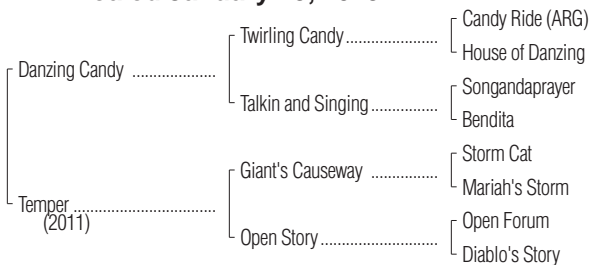 Candy Ride (ARG)
Twirling Candy
House of Danzing
Danzing Candy
Songandaprayer
Talkin and Singing
Bendita
Storm Cat
Giant's Causeway
Mariah's Storm
Temper
(2011)
Open Forum
Open Story
Diablo's Story